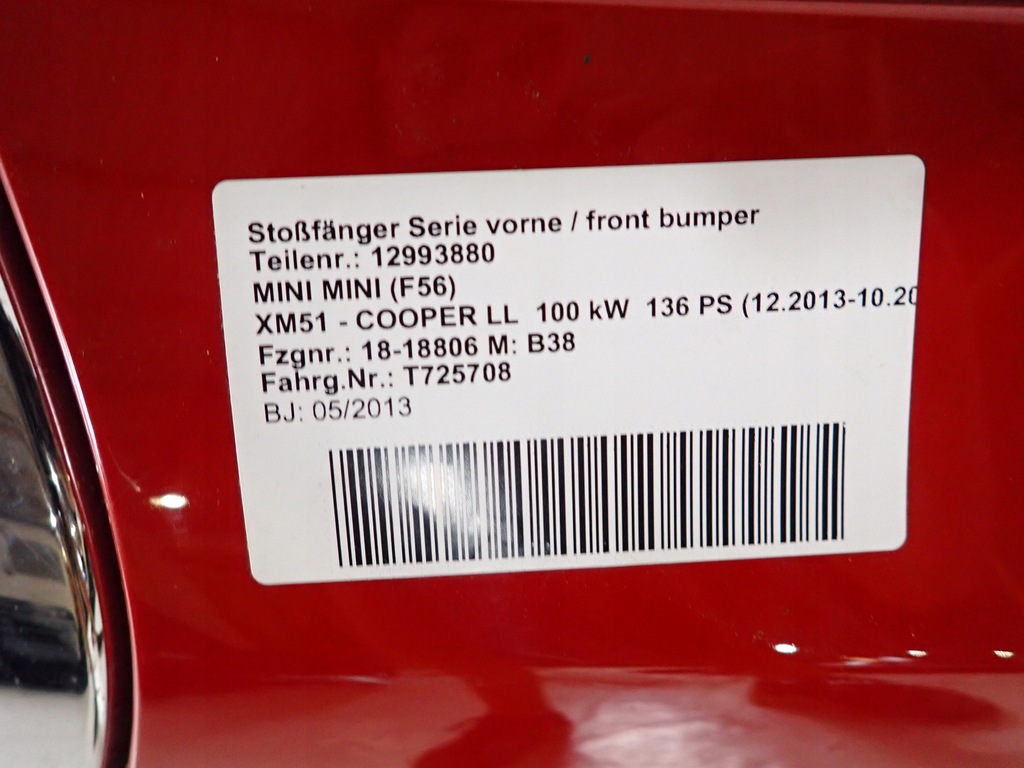 Stoßfänger Serie vorne / front bumper
Teilenr.: 12993880
MINI MINI (F56)
XM51 - COOPER LL 100 kW 136 PS (12.2013-10.20
Fzgnr.: 18-18806 M: B38
Fahrg.Nr.: T725708
BJ: 05/2013